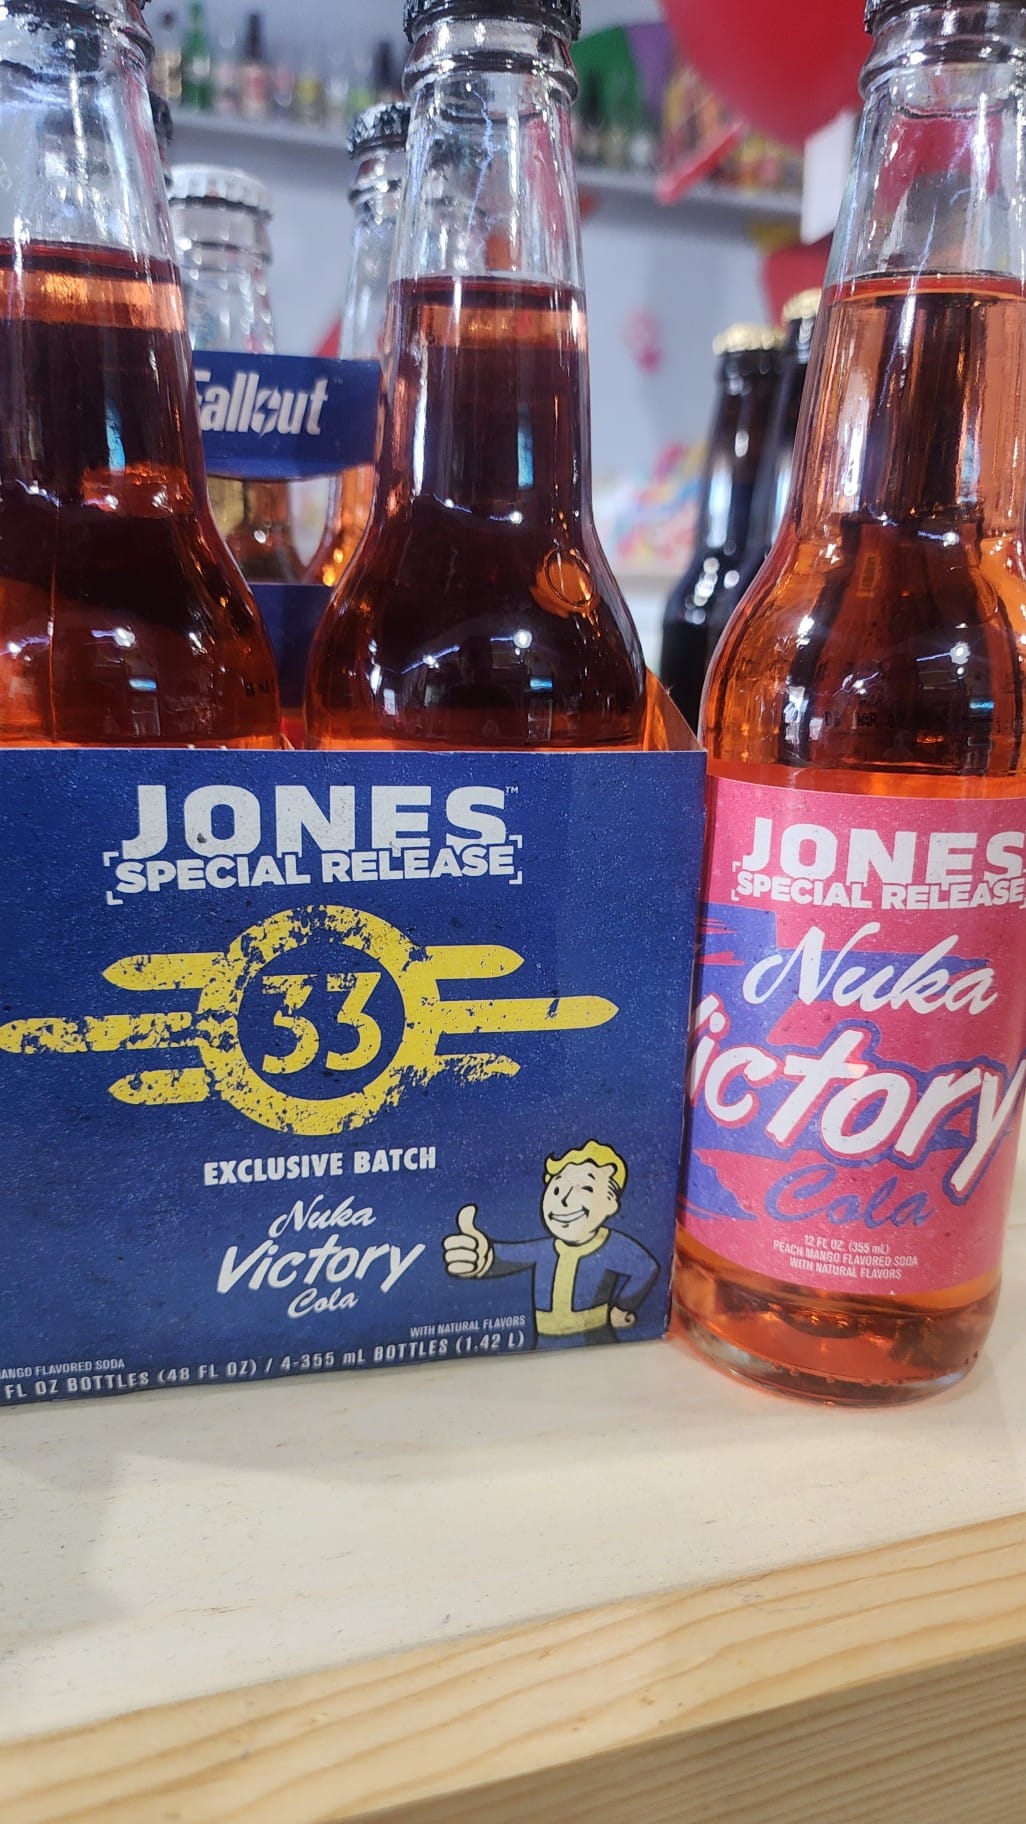 Fallout
JONES™
SPECIAL RELEASE
33
EXCLUSIVE BATCH
Nuka
Victory
Cola
WITH NATURAL FLAVORS
MANGO FLAVORED SODA
FL OZ BOTTLES (48 FL OZ) / 4-355 mL BOTTLES (1.42 L)
JONES
SPECIAL RELEASE
Nuka
Victory
Cola
12 FL OZ. (355 mL)
PEACH MANGO FLAVORED SODA
WITH NATURAL FLAVORS